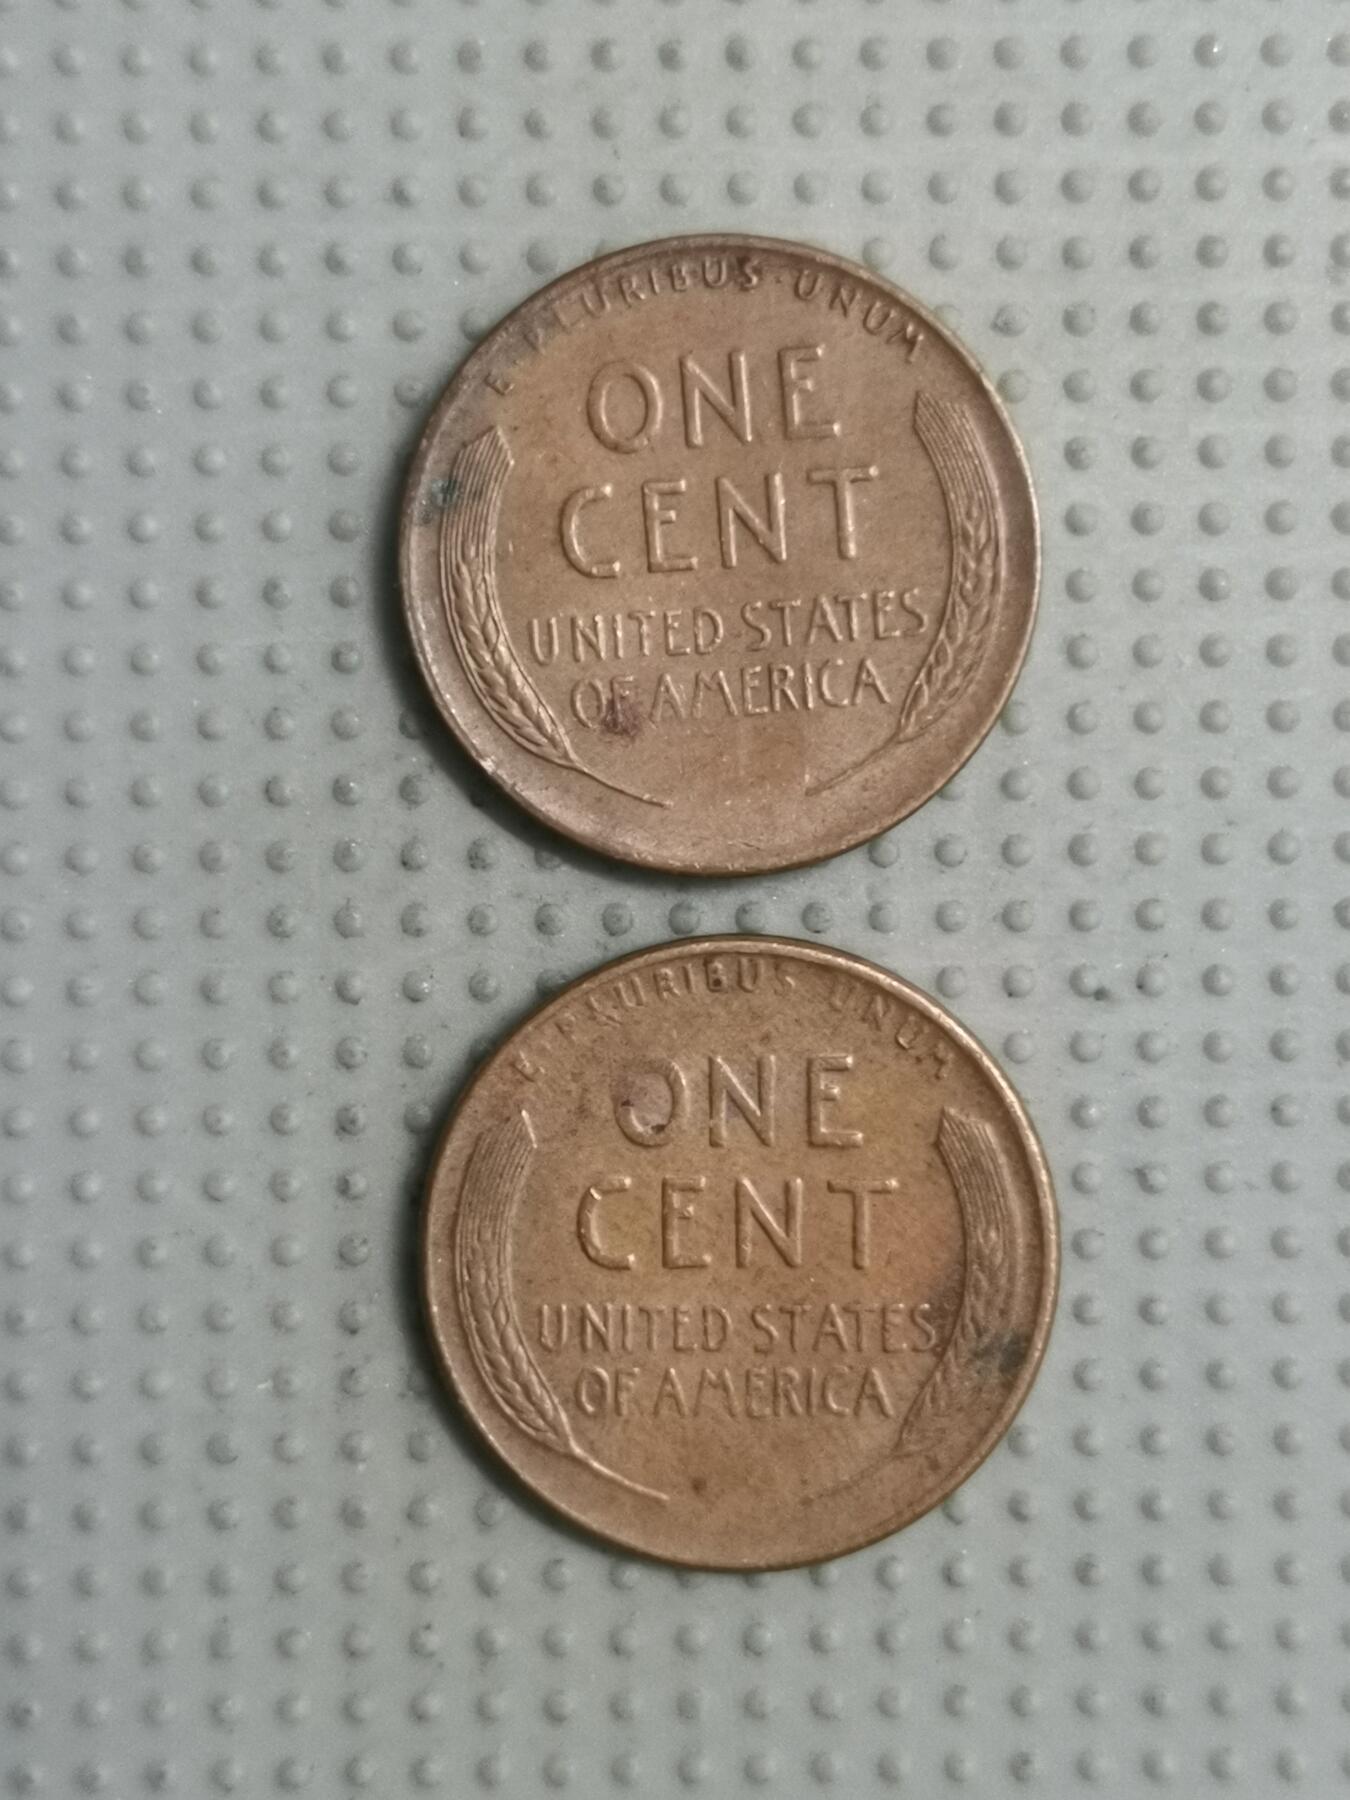 E·PLURIBUS·UNUM
ONE
CENT
UNITED STATES
OF AMERICA
E·PLURIBUS UNUM
ONE
CENT
UNITED STATES
OF AMERICA